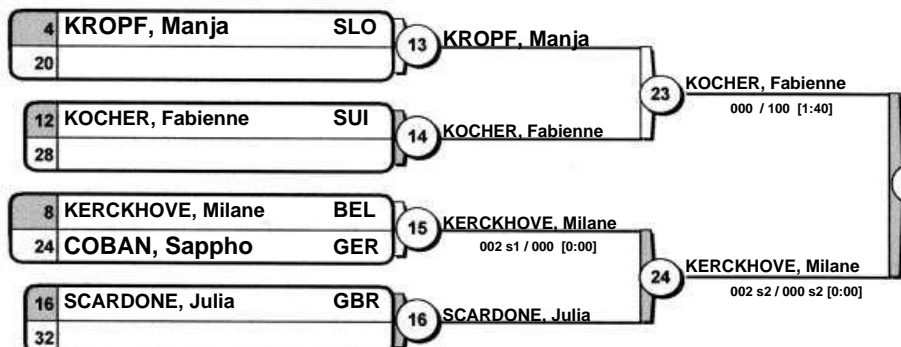 4 KROPF, Manja SLO
20
13 KROPF, Manja
12 KOCHER, Fabienne SUI
28
14 KOCHER, Fabienne
23 KOCHER, Fabienne
000 / 100 [1:40]
8 KERCKHOVE, Milane BEL
24 COBAN, Sappho GER
15 KERCKHOVE, Milane
002 s1 / 000 [0:00]
16 SCARDONE, Julia GBR
32
16 SCARDONE, Julia
24 KERCKHOVE, Milane
002 s2 / 000 s2 [0:00]